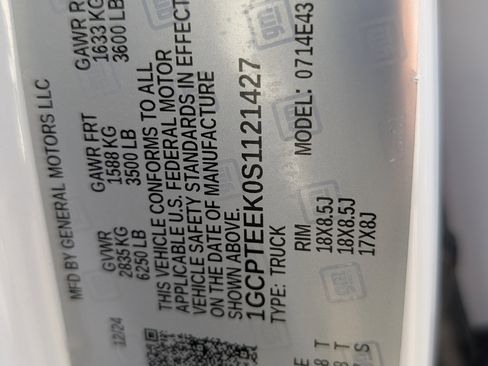 MFD BY GENERAL MOTORS LLC
12/24
GVWR
2835 KG
6250 LB
GAWR FRT
1588 KG
3500 LB
GAWR RR
1633 KG
3600 LB
THIS VEHICLE CONFORMS TO ALL
APPLICABLE U.S. FEDERAL MOTOR
VEHICLE SAFETY STANDARDS IN EFFECT
ON THE DATE OF MANUFACTURE
SHOWN ABOVE.
1GCPTEEK0S1121427
TYPE: TRUCK
MODEL: 0714E43
RIM
18X8.5J
18X8.5J
17X8J